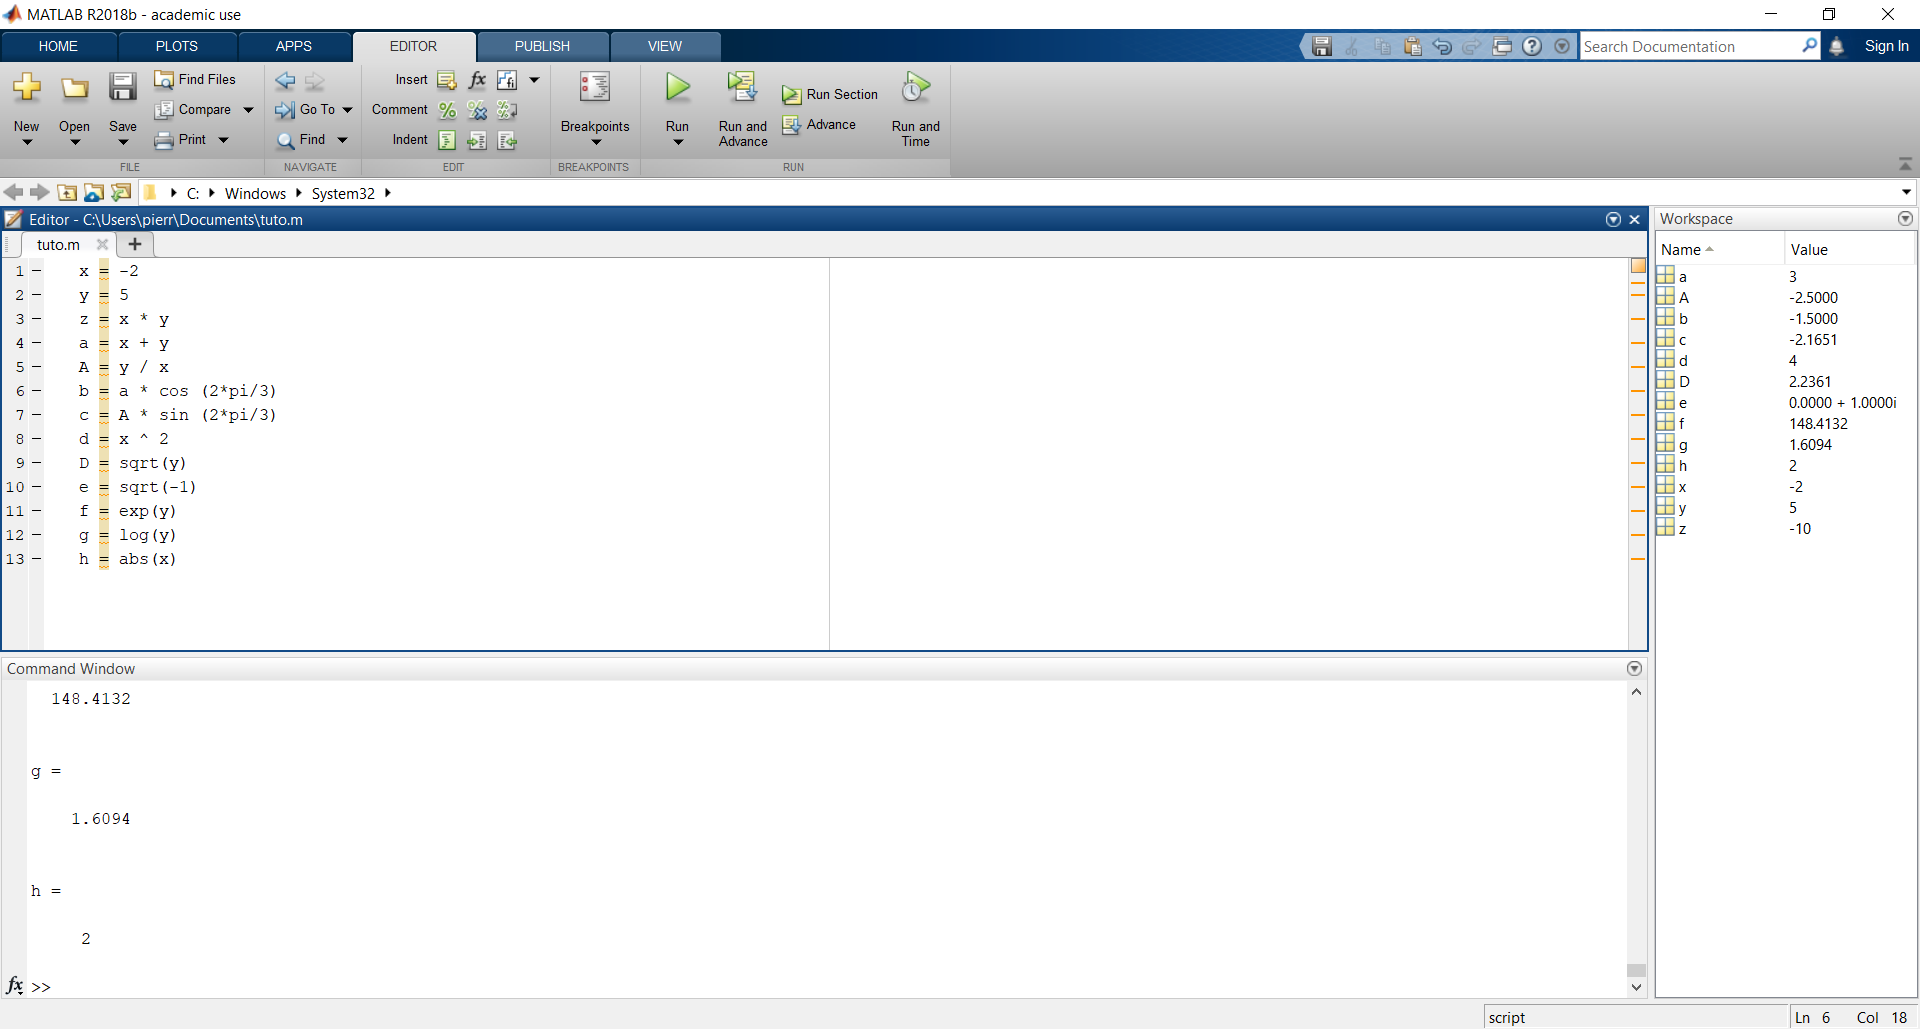 MATLAB R2018b - academic use
HOME PLOTS APPS EDITOR PUBLISH VIEW
Search Documentation
Sign In
New Open Save
Find Files
Compare
Print
Go To
Find
Insert fx fi
Comment % %
Indent
Breakpoints
Run
Run and Advance
Run Section
Advance
Run and Time
FILE NAVIGATE EDIT BREAKPOINTS RUN
C: Windows System32
Editor - C:\Users\pierr\Documents\tuto.m
tuto.m
1 - x = -2
2 - y = 5
3 - z = x * y
4 - a = x + y
5 - A = y / x
6 - b = a * cos (2*pi/3)
7 - c = A * sin (2*pi/3)
8 - d = x ^ 2
9 - D = sqrt(y)
10 - e = sqrt(-1)
11 - f = exp(y)
12 - g = log(y)
13 - h = abs(x)
Command Window
148.4132
g =
1.6094
h =
2
fx >>
Workspace
Name Value
a 3
A -2.5000
b -1.5000
c -2.1651
d 4
D 2.2361
e 0.0000 + 1.0000i
f 148.4132
g 1.6094
h 2
x -2
y 5
z -10
script Ln 6 Col 18